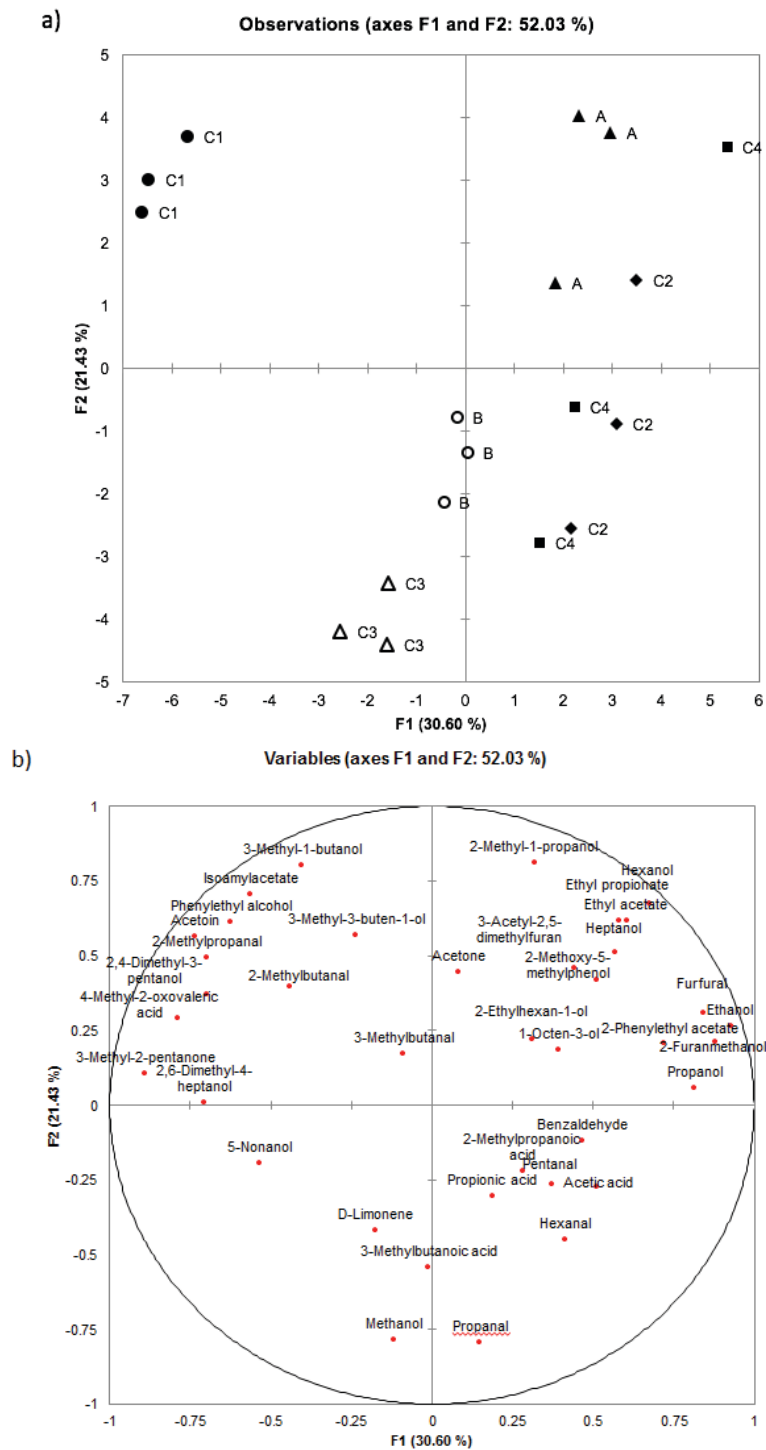 a)
Observations (axes F1 and F2: 52.03 %)
5
4
3
2
1
0
-1
-2
-3
-4
-5
F2 (21.43 %)
A
A
C1
C4
C1
C1
A
C2
C4
B
C2
B
B
C2
C4
C3
C3
C3
-7 -6 -5 -4 -3 -2 -1 0 1 2 3 4 5 6
F1 (30.60 %)
b)
Variables (axes F1 and F2: 52.03 %)
1
0.75
0.5
0.25
0
-0.25
-0.5
-0.75
-1
F2 (21.43 %)
3-Methyl-1-butanol
2-Methyl-1-propanol
Isoamylacetate
Hexanol
Ethyl propionate
Phenylethyl alcohol
Ethyl acetate
Acetoin
3-Methyl-3-buten-1-ol
3-Acetyl-2,5-
dimethylfuran
Heptanol
2-Methylpropanal
Acetone
2-Methoxy-5-
methylphenol
2,4-Dimethyl-3-
pentanol
2-Methylbutanal
Furfural
4-Methyl-2-oxovaleric
acid
2-Ethylhexan-1-ol
Ethanol
3-Methylbutanal
1-Octen-3-ol
2-Phenylethyl acetate
2-Furanmethanol
3-Methyl-2-pentanone
2,6-Dimethyl-4-
heptanol
Propanol
Benzaldehyde
5-Nonanol
2-Methylpropanoic
acid
Pentanal
Propionic acid
Acetic acid
D-Limonene
Hexanal
3-Methylbutanoic acid
Methanol
Propanal
-1 -0.75 -0.5 -0.25 0 0.25 0.5 0.75 1
F1 (30.60 %)